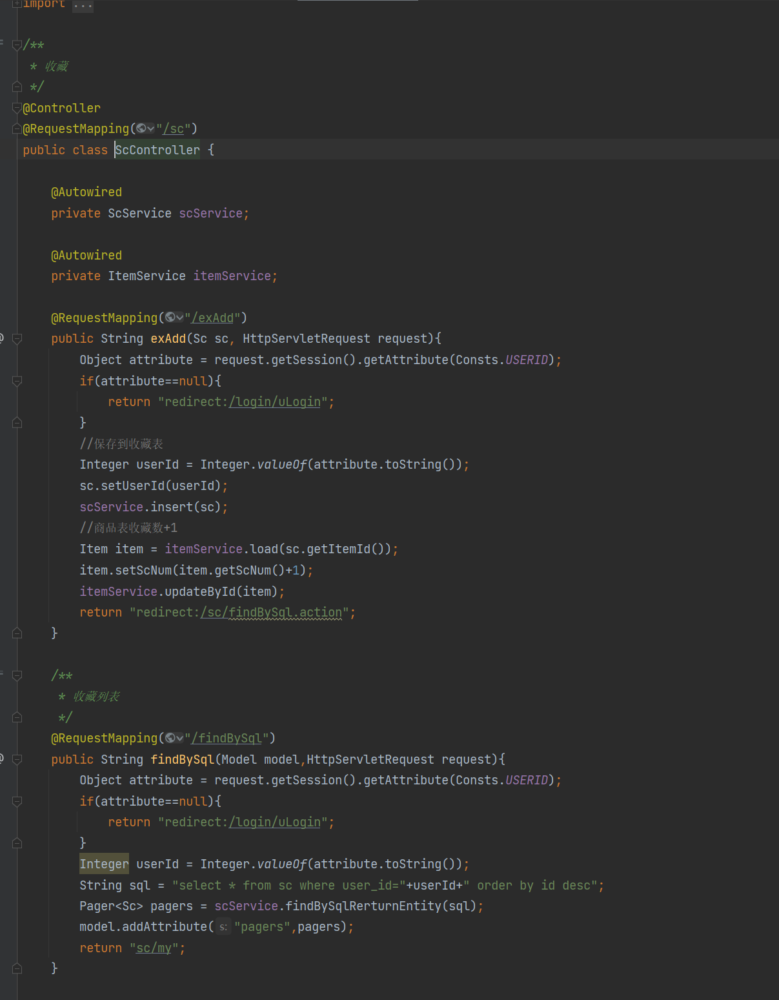 import ...
/**
* 收藏
*/
@Controller
@RequestMapping("/sc")
public class ScController {
@Autowired
private ScService scService;
@Autowired
private ItemService itemService;
@RequestMapping("/exAdd")
public String exAdd(Sc sc, HttpServletRequest request){
Object attribute = request.getSession().getAttribute(Consts.USERID);
if(attribute==null){
return "redirect:/login/uLogin";
}
//保存到收藏表
Integer userId = Integer.valueOf(attribute.toString());
sc.setUserId(userId);
scService.insert(sc);
//商品表收藏数+1
Item item = itemService.load(sc.getItemId());
item.setScNum(item.getScNum()+1);
itemService.updateById(item);
return "redirect:/sc/findBySql.action";
}
/**
* 收藏列表
*/
@RequestMapping("/findBySql")
public String findBySql(Model model,HttpServletRequest request){
Object attribute = request.getSession().getAttribute(Consts.USERID);
if(attribute==null){
return "redirect:/login/uLogin";
}
Integer userId = Integer.valueOf(attribute.toString());
String sql = "select * from sc where user_id="+userId+" order by id desc";
Pager<Sc> pagers = scService.findBySqlRerturnEntity(sql);
model.addAttribute( s: "pagers",pagers);
return "sc/my";
}